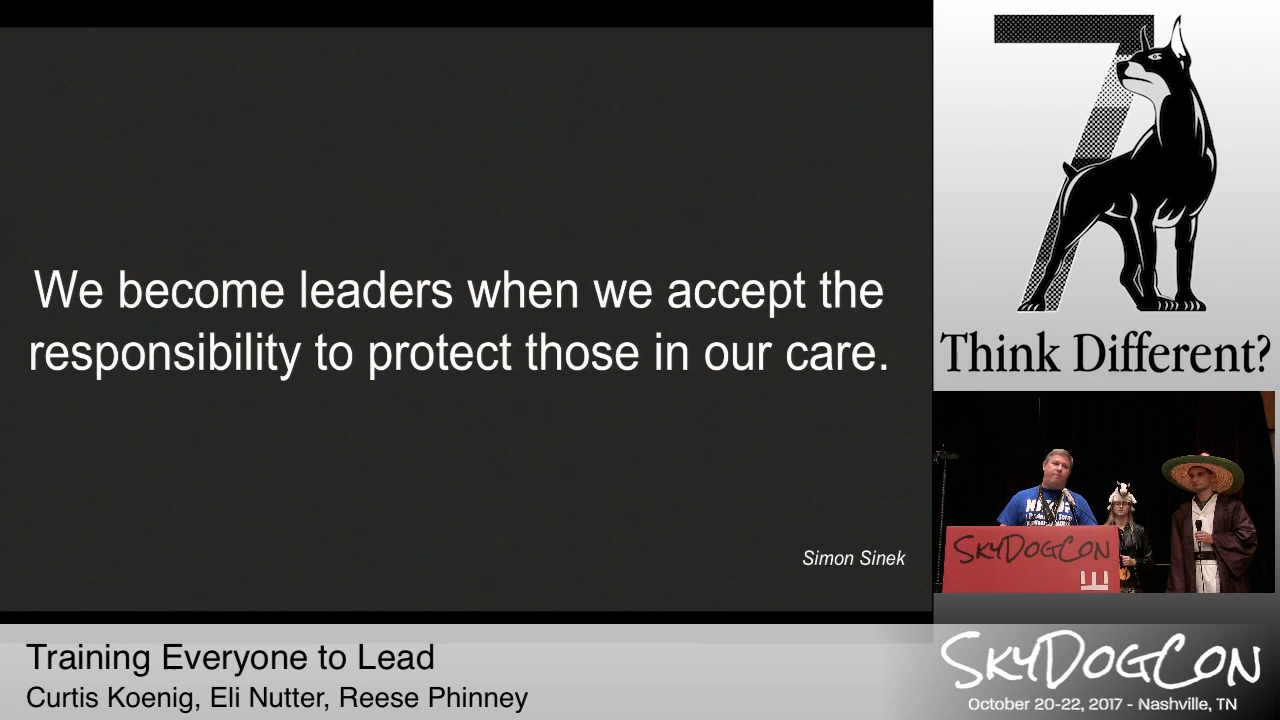 We become leaders when we accept the
responsibility to protect those in our care.
Simon Sinek
7
Think Different?
SKYDOGCON
Training Everyone to Lead
Curtis Koenig, Eli Nutter, Reese Phinney
SKYDOGCON
October 20-22, 2017 - Nashville, TN